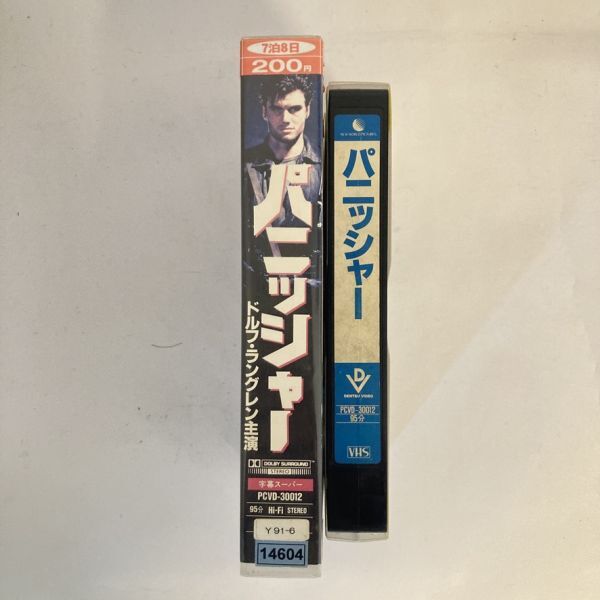 7泊8日
200円
パニッシャー
ドルフ・ラングレン主演
DOLBY SURROUND
STEREO
字幕スーパー
PCVD-30012
95分 Hi-Fi STEREO
Y91-6
14604
NEW WORLD PICTURES
パニッシャー
DENTSU VIDEO
PCVD-30012
95分
VHS